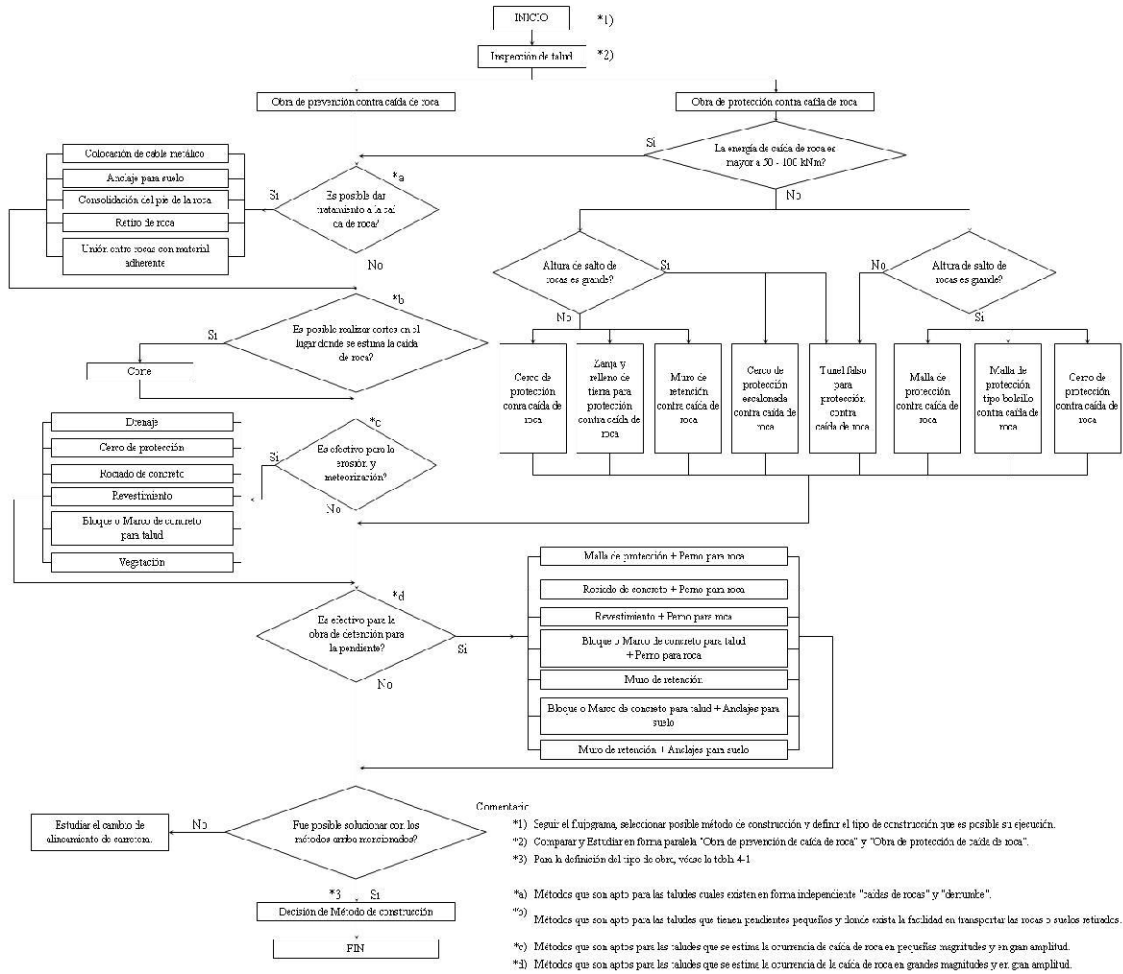 INICIO
*1)
Inspección de talud
*2)
Obra de prevención contra caída de roca
Obra de protección contra caída de roca
Si
La energía de caída de roca es
mayor a 50 - 100 kNm?
No
Colocación de cable metálico
Anclaje para suelo
Consolidación del pie de la roca
Retiro de roca
Unión entre rocas con material
adherente
Si
*a
Es posible dar
tratamiento a la caí
da de roca?
No
Altura de salto de
rocas es grande?
Si
No
No
Altura de salto de
rocas es grande?
Si
*b
Si
Es posible realizar cortes en el
lugar donde se estima la caída
de roca?
Corte
Cerco de
protección
contra caída de
roca
Zanja y
relleno de
tierra para
protección
contra caída de
roca
Muro de
retención
contra caída de
roca
Cerco de
protección
escalonada
contra caída de
roca
Tunel falso
para
protección
contra
caída de roca
Malla de
protección
contra caída de
roca
Malla de
protección
tipo bolsillo
contra caída de
roca
Cerco de
protección
contra caída de
roca
Drenaje
Cerco de protección
Rociado de concreto
Revestimiento
Bloque o Marco de concreto
para talud
Vegetación
*c
Si
Es efectivo para la
erosión y
meteorización?
No
*d
Es efectivo para la
obra de detención para
la pendiente?
Si
No
Malla de protección + Perno para roca
Rociado de concreto + Perno para roca
Revestimiento + Perno para roca
Bloque o Marco de concreto para talud
+ Perno para roca
Muro de retención
Bloque o Marco de concreto para talud + Anclajes para
suelo
Muro de retención + Anclajes para suelo
Estudiar el cambio de
alineamiento de carretera.
No
Fue posible solucionar con los
métodos arriba mencionados?
*3
Si
Decisión de Método de construcción
FIN
Comentario
*1) Seguir el flujograma, seleccionar posible método de construcción y definir el tipo de construcción que es posible su ejecución.
*2) Comparar y Estudiar en forma paralela "Obra de prevención de caída de roca" y "Obra de protección de caída de roca".
*3) Para la definición del tipo de obra, véase la tabla 4-1
*a) Métodos que son apto para las taludes cuales existen en forma independiente "caídas de rocas" y "derrumbe".
*b) Métodos que son apto para las taludes que tienen pendientes pequeños y donde exista la facilidad en transportar las rocas o suelos retirados.
*c) Métodos que son aptos para las taludes que se estima la ocurrencia de caída de roca en pequeñas magnitudes y en gran amplitud.
*d) Métodos que son aptos para las taludes que se estima la ocurrencia de la caída de roca en grandes magnitudes y en gran amplitud.